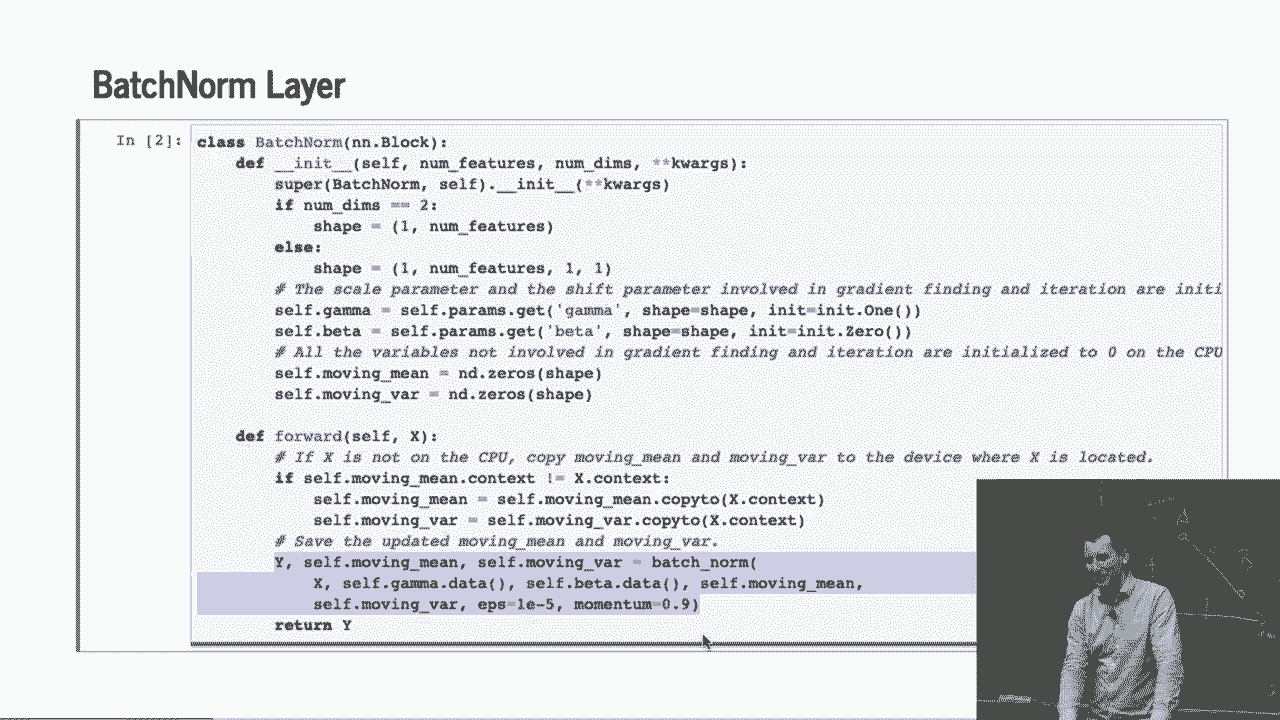 BatchNorm Layer
In [2]:
class BatchNorm(nn.Block):
    def __init__(self, num_features, num_dims, **kwargs):
        super(BatchNorm, self).__init__(**kwargs)
        if num_dims == 2:
            shape = (1, num_features)
        else:
            shape = (1, num_features, 1, 1)
        # The scale parameter and the shift parameter involved in gradient finding and iteration are initi
        self.gamma = self.params.get('gamma', shape=shape, init=init.One())
        self.beta = self.params.get('beta', shape=shape, init=init.Zero())
        # All the variables not involved in gradient finding and iteration are initialized to 0 on the CPU
        self.moving_mean = nd.zeros(shape)
        self.moving_var = nd.zeros(shape)
    def forward(self, X):
        # If X is not on the CPU, copy moving_mean and moving_var to the device where X is located.
        if self.moving_mean.context != X.context:
            self.moving_mean = self.moving_mean.copyto(X.context)
            self.moving_var = self.moving_var.copyto(X.context)
        # Save the updated moving_mean and moving_var.
        Y, self.moving_mean, self.moving_var = batch_norm(
            X, self.gamma.data(), self.beta.data(), self.moving_mean,
            self.moving_var, eps=1e-5, momentum=0.9)
        return Y